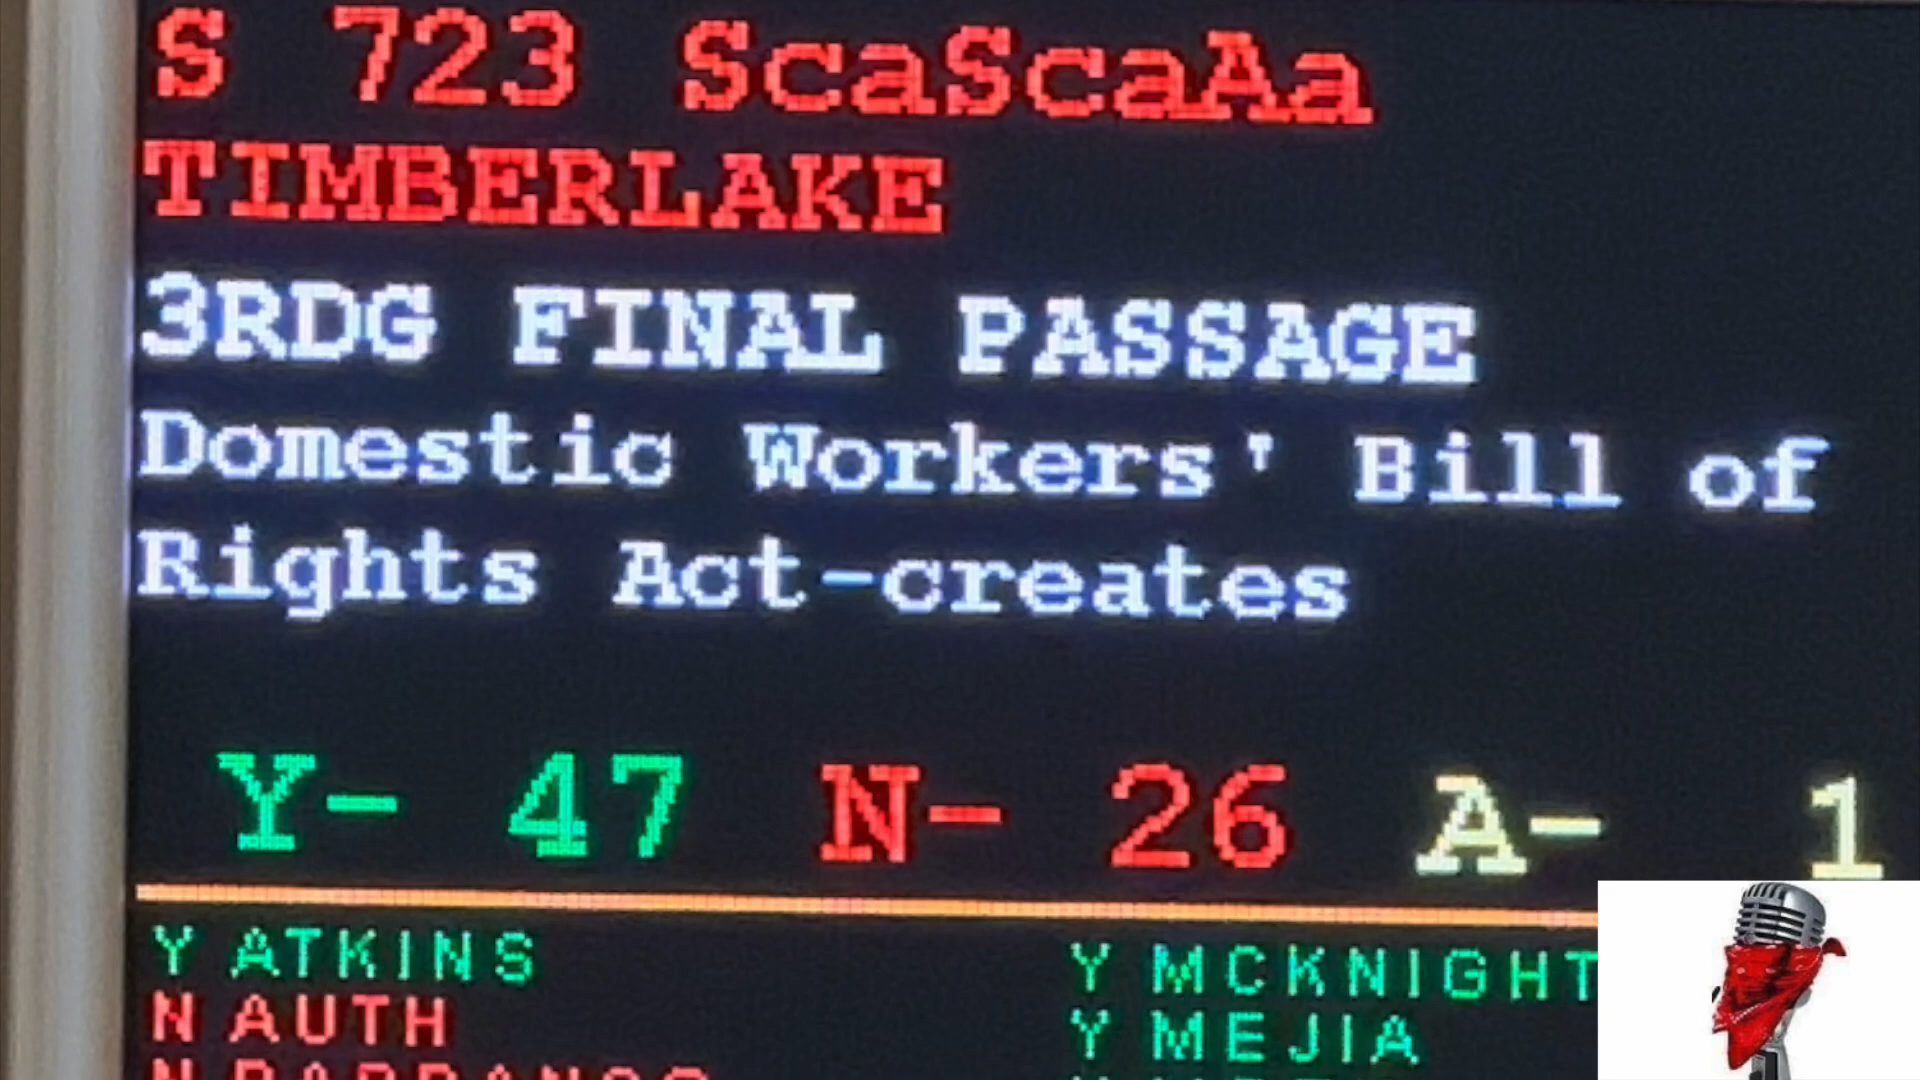 S 723 ScaScaAa
TIMBERLAKE
3RDG FINAL PASSAGE
Domestic Workers' Bill of
Rights Act-creates
Y- 47 N- 26 A- 1
Y ATKINS
N AUTH
Y MCKNIGHT
Y MEJIA